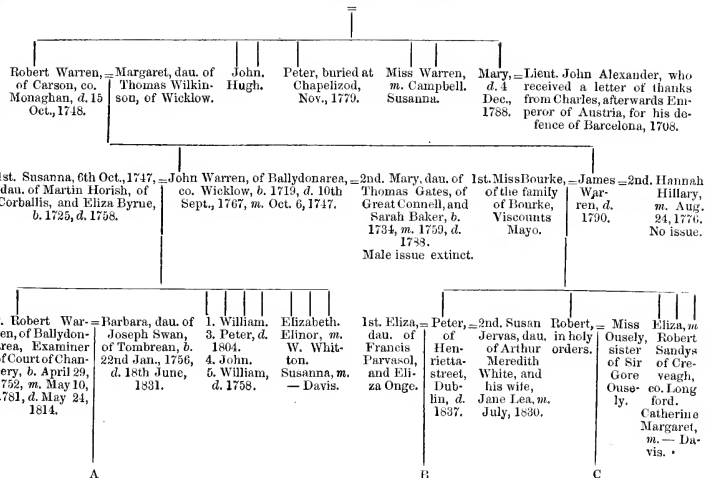 =
Robert Warren, = Margaret, dau. of
of Carson, co. Thomas Wilkin-
Monaghan, d. 15 son, of Wicklow.
Oct., 1748.
John.
Hugh.
Peter, buried at
Chapelizod,
Nov., 1779.
Miss Warren,
m. Campbell.
Susanna.
Mary, = Lieut. John Alexander, who
d. 4 received a letter of thanks
Dec., from Charles, afterwards Em-
1788. peror of Austria, for his de-
fence of Barcelona, 1708.
1st. Susanna, 6th Oct., 1747, =
dau. of Martin Horish, of
Corballis, and Eliza Byrne,
b. 1725, d. 1758.
John Warren, of Ballydonarea, =
co. Wicklow, b. 1719, d. 10th
Sept., 1767, m. Oct. 6, 1747.
2nd. Mary, dau. of
Thomas Gates, of
Great Connell, and
Sarah Baker, b.
1734, m. 1759, d.
1788.
Male issue extinct.
1st. Miss Bourke, =
of the family
of Bourke,
Viscounts
Mayo.
James =
War-
ren, d.
1790.
2nd. Hannah
Hillary,
m. Aug.
24, 1776.
No issue.
Robert War- =
en, of Ballydon-
area, Examiner
of Court of Chan-
ery, b. April 29,
752, m. May 10,
781, d. May 24,
1814.
Barbara, dau. of
Joseph Swan,
of Tombrean, b.
22nd Jan., 1756,
d. 18th June,
1831.
1. William.
3. Peter, d.
1804.
4. John.
5. William,
d. 1758.
Elizabeth.
Elinor, m.
W. Whit-
ton.
Susanna, m.
— Davis.
1st. Eliza, =
dau. of
Francis
Parvasol,
and Eli-
za Onge.
Peter, =
of
Hen-
rietta-
street,
Dub-
lin, d.
1837.
2nd. Susan
Jervas, dau.
of Arthur
Meredith
White, and
his wife,
Jane Lea, m.
July, 1830.
Robert, =
in holy
orders.
Miss
Ousely,
sister
of Sir
Gore
Ouse-
ly.
Eliza, m
Robert
Sandys
of Cre-
veagh,
co. Long
ford.
Catherine
Margaret,
m. — Da-
vis.
A B C